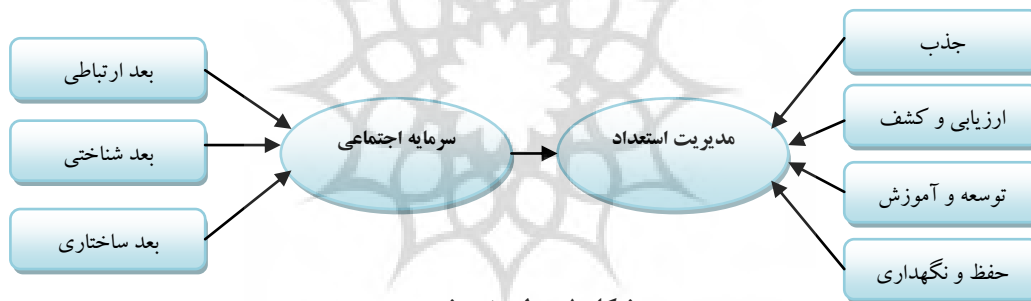 جذب
ارزیابی و کشف
توسعه و آموزش
حفظ و نگهداری
مدیریت استعداد
سرمایه اجتماعی
بعد ارتباطی
بعد شناختی
بعد ساختاری